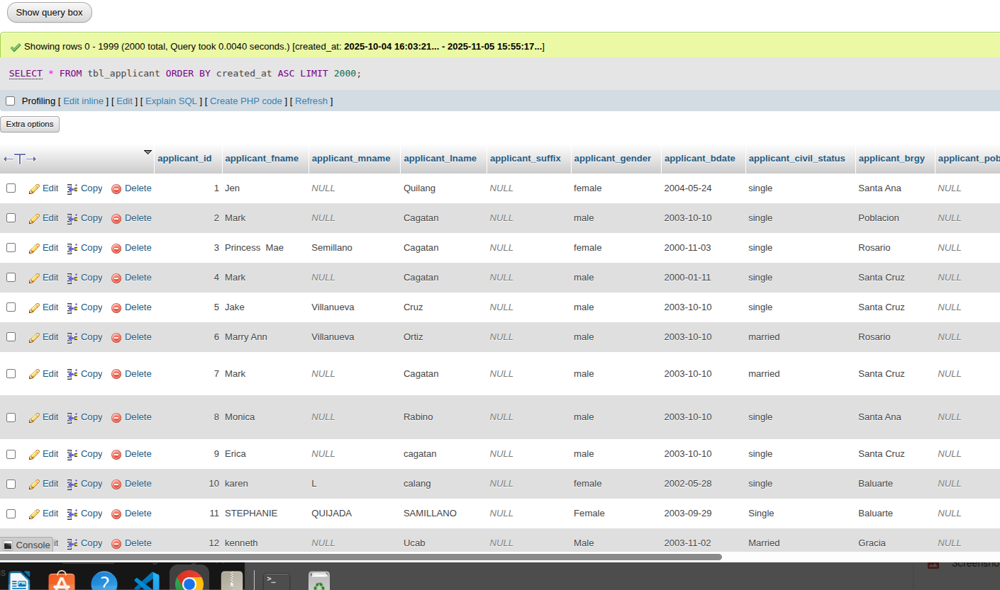 Show query box
Showing rows 0 - 1999 (2000 total, Query took 0.0040 seconds.) [created_at: 2025-10-04 16:03:21... - 2025-11-05 15:55:17...]
SELECT * FROM tbl_applicant ORDER BY created_at ASC LIMIT 2000;
Profiling [ Edit inline ] [ Edit ] [ Explain SQL ] [ Create PHP code ] [ Refresh ]
Extra options
applicant_id applicant_fname applicant_mname applicant_lname applicant_suffix applicant_gender applicant_bdate applicant_civil_status applicant_brgy applicant_pob
Edit Copy Delete 1 Jen NULL Quilang NULL female 2004-05-24 single Santa Ana NULL
Edit Copy Delete 2 Mark NULL Cagatan NULL male 2003-10-10 single Poblacion NULL
Edit Copy Delete 3 Princess  Mae Semillano Cagatan NULL female 2000-11-03 single Rosario NULL
Edit Copy Delete 4 Mark NULL Cagatan NULL male 2000-01-11 single Santa Cruz NULL
Edit Copy Delete 5 Jake Villanueva Cruz NULL male 2003-10-10 single Santa Cruz NULL
Edit Copy Delete 6 Marry Ann Villanueva Ortiz NULL male 2003-10-10 married Rosario NULL
Edit Copy Delete 7 Mark NULL Cagatan NULL male 2003-10-10 married Santa Cruz NULL
Edit Copy Delete 8 Monica NULL Rabino NULL male 2003-10-10 single Santa Ana NULL
Edit Copy Delete 9 Erica NULL cagatan NULL male 2003-10-10 single Santa Cruz NULL
Edit Copy Delete 10 karen L calang NULL female 2002-05-28 single Baluarte NULL
Edit Copy Delete 11 STEPHANIE QUIJADA SAMILLANO NULL Female 2003-09-29 Single Baluarte NULL
Console it Copy Delete 12 kenneth NULL Ucab NULL Male 2003-11-02 Married Gracia NULL